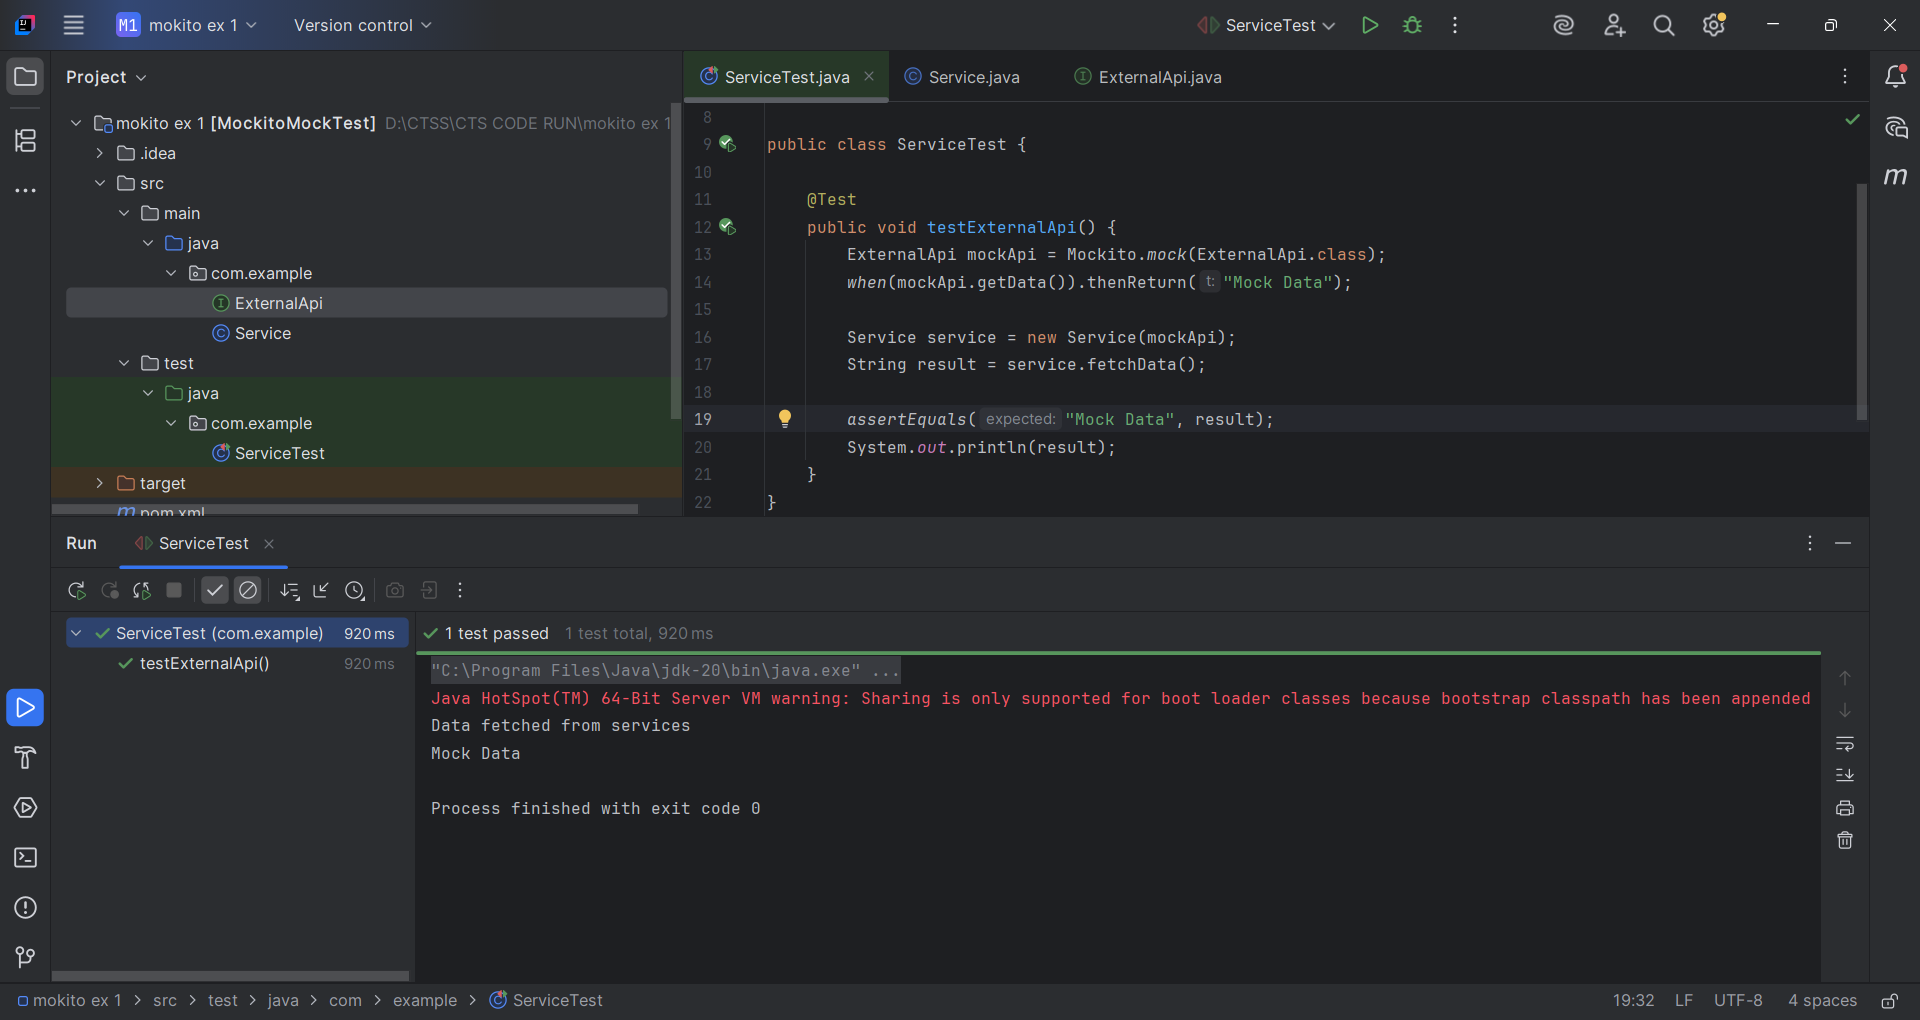 M1 mokito ex 1 Version control ServiceTest
Project
mokito ex 1 [MockitoMockTest] D:\CTSS\CTS CODE RUN\mokito ex 1
.idea
src
main
java
com.example
ExternalApi
Service
test
java
com.example
ServiceTest
target
pom.xml
ServiceTest.java Service.java ExternalApi.java
8
9 public class ServiceTest {
10
11 @Test
12 public void testExternalApi() {
13 ExternalApi mockApi = Mockito.mock(ExternalApi.class);
14 when(mockApi.getData()).thenReturn( t: "Mock Data");
15
16 Service service = new Service(mockApi);
17 String result = service.fetchData();
18
19 assertEquals( expected: "Mock Data", result);
20 System.out.println(result);
21 }
22 }
Run ServiceTest
ServiceTest (com.example) 920 ms
testExternalApi() 920 ms
1 test passed 1 test total, 920 ms
"C:\Program Files\Java\jdk-20\bin\java.exe" ...
Java HotSpot(TM) 64-Bit Server VM warning: Sharing is only supported for boot loader classes because bootstrap classpath has been appended
Data fetched from services
Mock Data
Process finished with exit code 0
mokito ex 1 > src > test > java > com > example > ServiceTest
19:32 LF UTF-8 4 spaces